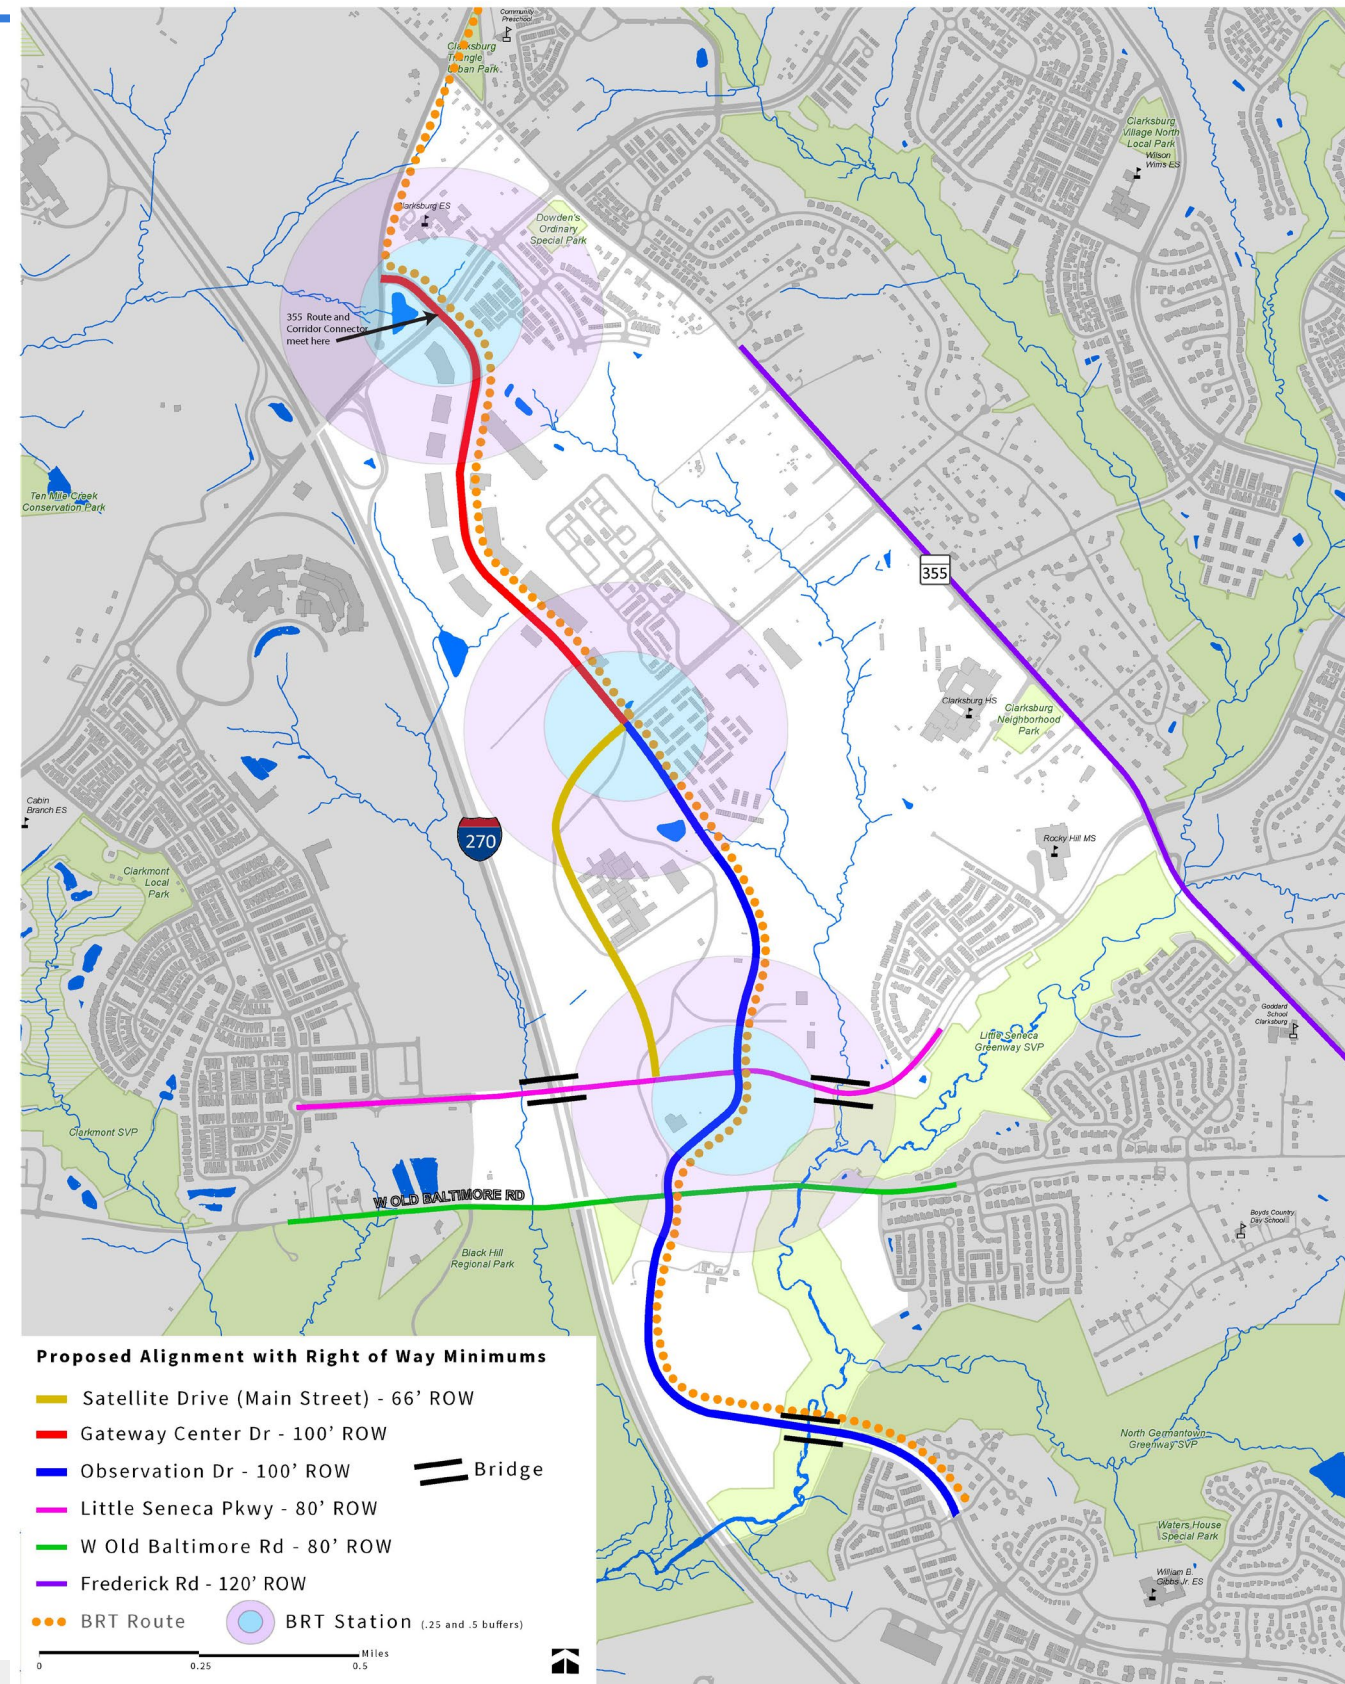 Community
Preschool
Clarksburg
Triangle
Urban Park
Clarksburg
Village North
Local Park
Wilson
Wims ES
Clarksburg ES
Dowden's
Ordinary
Special Park
355 Route and
Corridor Connector
meet here
Ten Mile Creek
Conservation Park
355
Clarksburg HS
Clarksburg
Neighborhood
Park
Cabin
Branch ES
270
Rocky Hill MS
Clarkmont
Local
Park
Goddard
School
Clarksburg
Little Seneca
Greenway SVP
Clarkmont SVP
W OLD BALTIMORE RD
Boyds Country
Day School
Black Hill
Regional Park
North Germantown
Greenway SVP
Waters House
Special Park
William B.
Gibbs Jr. ES
Proposed Alignment with Right of Way Minimums
Satellite Drive (Main Street) - 66' ROW
Gateway Center Dr - 100' ROW
Observation Dr - 100' ROW
Bridge
Little Seneca Pkwy - 80' ROW
W Old Baltimore Rd - 80' ROW
Frederick Rd - 120' ROW
BRT Route
BRT Station (.25 and .5 buffers)
Miles
0 0.25 0.5